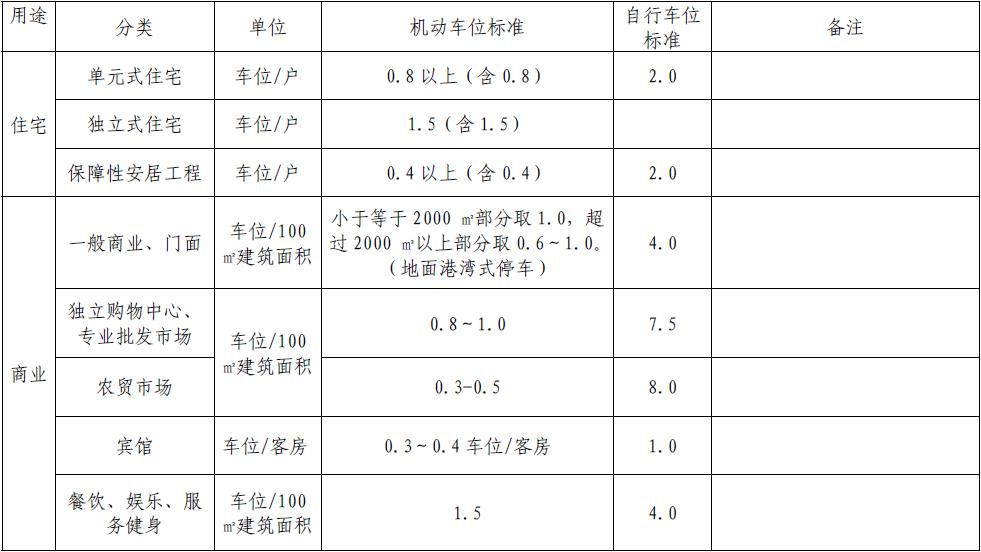 用途 分类 单位 机动车位标准 自行车位
标准 备注
住宅 单元式住宅 车位/户 0.8以上（含0.8） 2.0
独立式住宅 车位/户 1.5（含1.5）
保障性安居工程 车位/户 0.4以上（含0.4） 2.0
商业 一般商业、门面 车位/100
㎡建筑面积 小于等于2000 ㎡部分取1.0，超
过2000 ㎡以上部分取0.6～1.0。
（地面港湾式停车） 4.0
独立购物中心、
专业批发市场 车位/100
㎡建筑面积 0.8～1.0 7.5
农贸市场 0.3-0.5 8.0
宾馆 车位/客房 0.3～0.4车位/客房 1.0
餐饮、娱乐、服
务健身 车位/100
㎡建筑面积 1.5 4.0